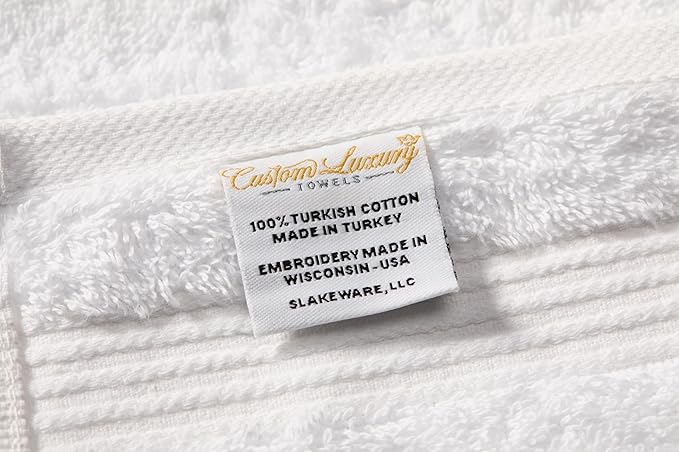 Custom Luxury
TOWELS
100% TURKISH COTTON
MADE IN TURKEY
EMBROIDERY MADE IN
WISCONSIN - USA
SLAKEWARE, LLC